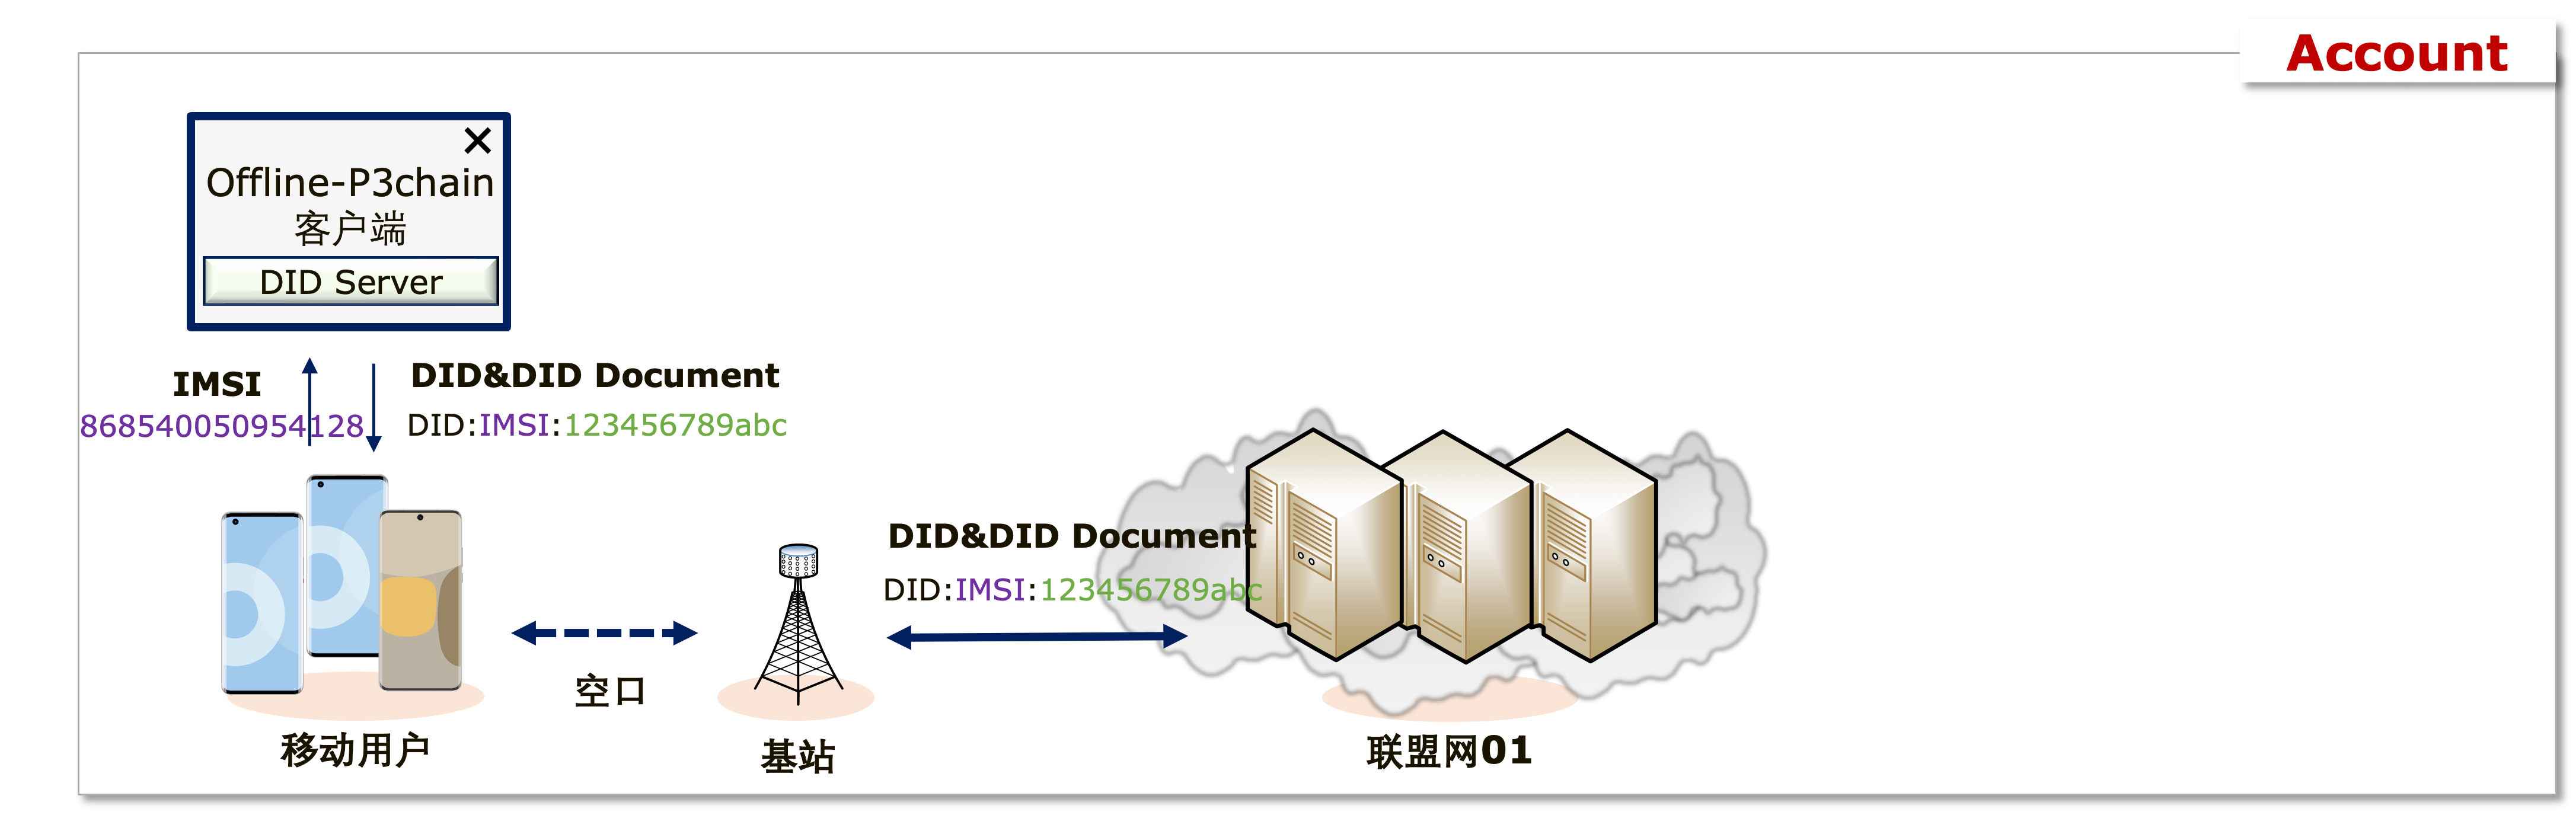 Account
Offline-P3chain
客户端
DID Server
IMSI
868540050954128
DID&DID Document
DID:IMSI:123456789abc
DID&DID Document
DID:IMSI:123456789abc
空口
移动用户
基站
联盟网01